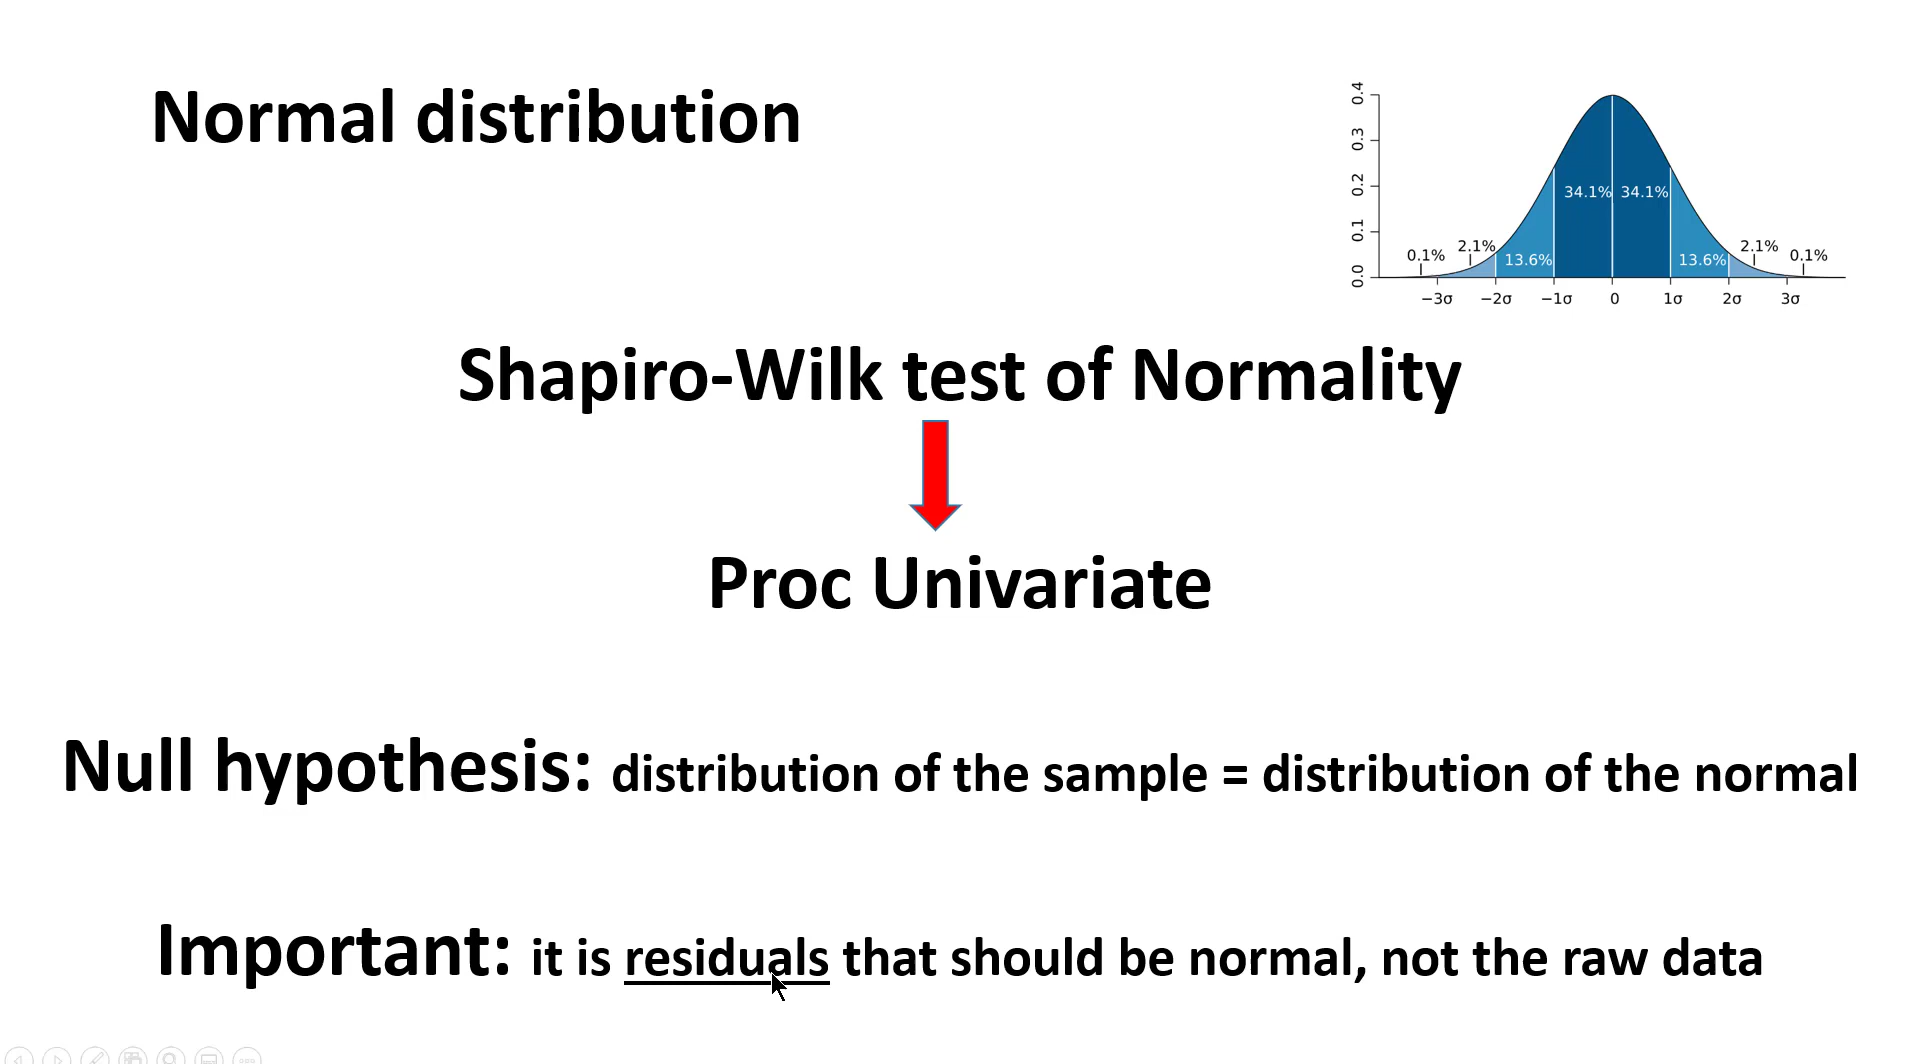 Normal distribution
0.4
0.3
0.2
0.1
0.0
34.1% 34.1%
0.1% 2.1% 13.6% 13.6% 2.1% 0.1%
−3σ −2σ −1σ 0 1σ 2σ 3σ
Shapiro-Wilk test of Normality
Proc Univariate
Null hypothesis: distribution of the sample = distribution of the normal
Important: it is residuals that should be normal, not the raw data